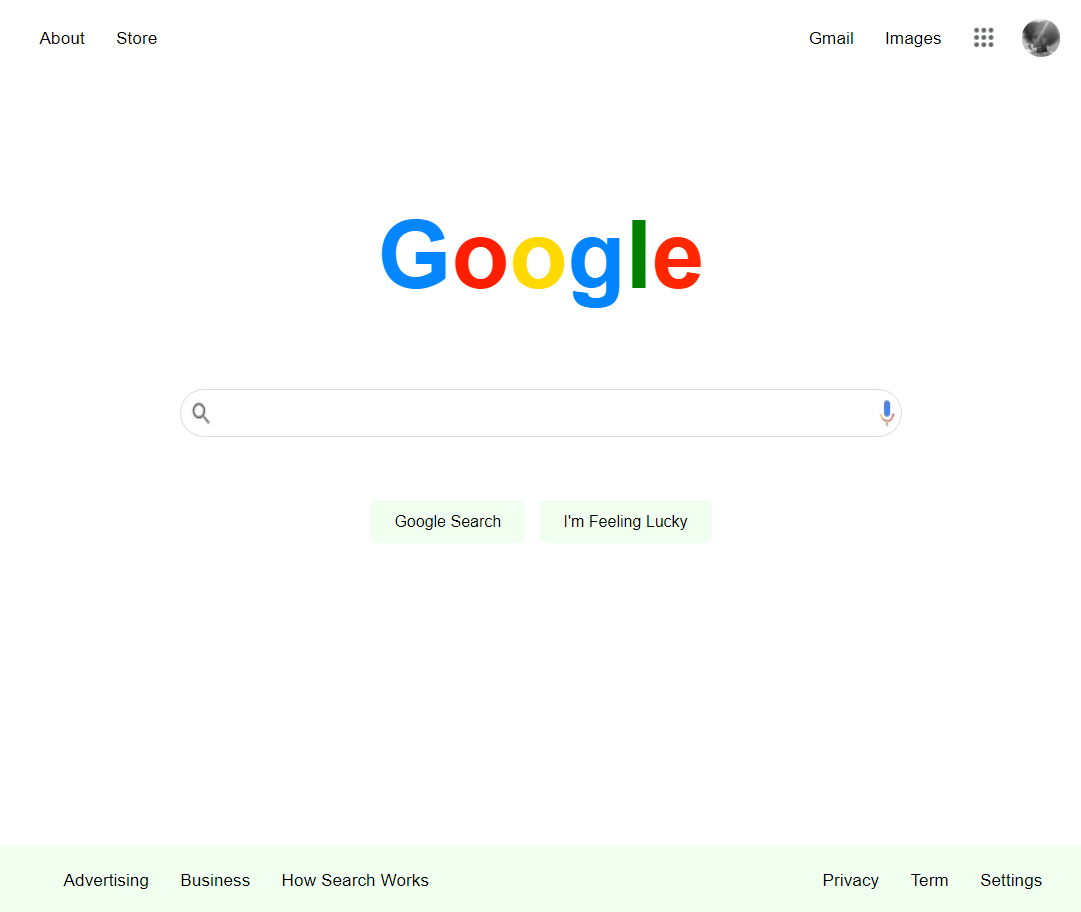 About Store Gmail Images
Google
Google Search I'm Feeling Lucky
Advertising Business How Search Works Privacy Term Settings